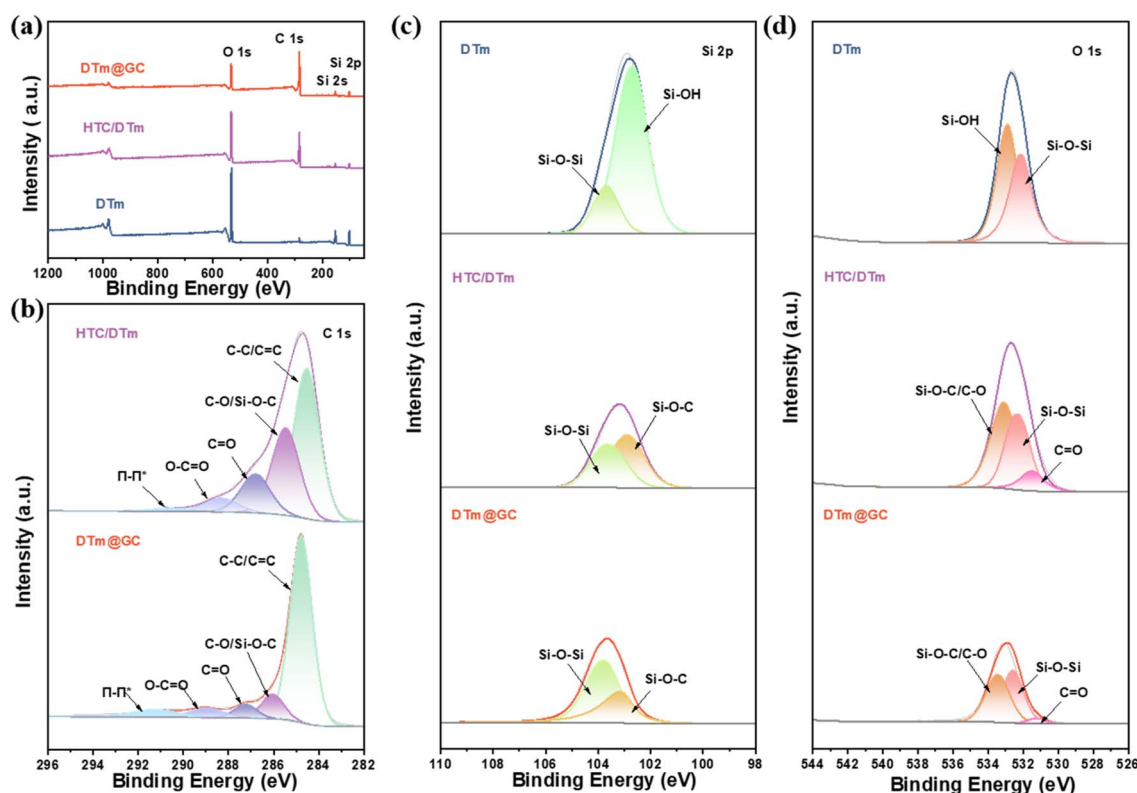 (a)
Intensity ( a.u.)
DTm@GC
HTC/DTm
DTm
O 1s
C 1s
Si 2p
Si 2s
1200 1000 800 600 400 200
Binding Energy (eV)
(b)
Intensity (a.u.)
HTC/DTm
C 1s
C-C/C=C
C-O/Si-O-C
C=O
O-C=O
Π-Π*
DTm@GC
C-C/C=C
C-O/Si-O-C
C=O
O-C=O
Π-Π*
296 294 292 290 288 286 284 282
Binding Energy (eV)
(c)
Intensity (a.u.)
DTm
Si 2p
Si-OH
Si-O-Si
HTC/DTm
Si-O-Si
Si-O-C
DTm@GC
Si-O-Si
Si-O-C
110 108 106 104 102 100 98
Binding Energy (eV)
(d)
Intensity (a.u.)
DTm
O 1s
Si-OH
Si-O-Si
HTC/DTm
Si-O-C/C-O
Si-O-Si
C=O
DTm@GC
Si-O-C/C-O
Si-O-Si
C=O
544 542 540 538 536 534 532 530 528 526
Binding Energy (eV)